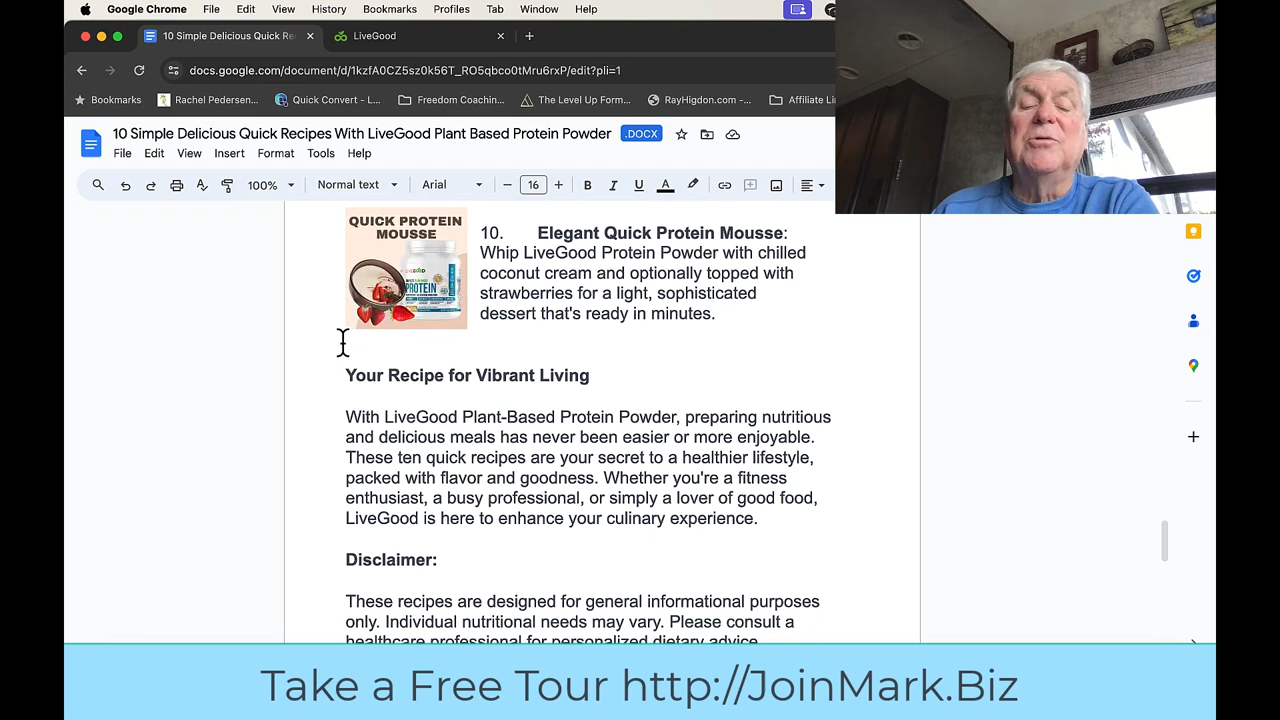 Google Chrome File Edit View History Bookmarks Profiles Tab Window Help
10 Simple Delicious Quick Re
LiveGood
docs.google.com/document/d/1kzfA0CZ5sz0k56T_RO5qbco0tMru6rxP/edit?pli=1
Bookmarks Rachel Pedersen... Quick Convert - L... Freedom Coachin... The Level Up Form... RayHigdon.com -... Affiliate Lin
10 Simple Delicious Quick Recipes With LiveGood Plant Based Protein Powder .DOCX
File Edit View Insert Format Tools Help
100% Normal text Arial 16 B I U A
QUICK PROTEIN
MOUSSE
PROTEIN
10. Elegant Quick Protein Mousse:
Whip LiveGood Protein Powder with chilled
coconut cream and optionally topped with
strawberries for a light, sophisticated
dessert that's ready in minutes.
Your Recipe for Vibrant Living
With LiveGood Plant-Based Protein Powder, preparing nutritious
and delicious meals has never been easier or more enjoyable.
These ten quick recipes are your secret to a healthier lifestyle,
packed with flavor and goodness. Whether you're a fitness
enthusiast, a busy professional, or simply a lover of good food,
LiveGood is here to enhance your culinary experience.
Disclaimer:
These recipes are designed for general informational purposes
only. Individual nutritional needs may vary. Please consult a
healthcare professional for personalized dietary advice.
Take a Free Tour http://JoinMark.Biz